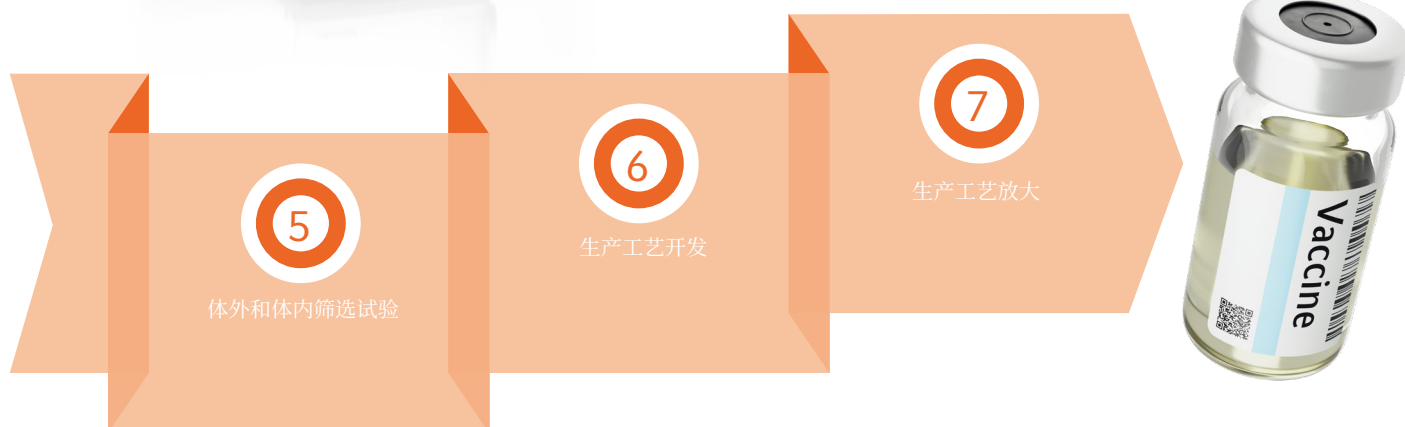 5
体外和体内筛选试验
6
生产工艺开发
7
生产工艺放大
Vaccine